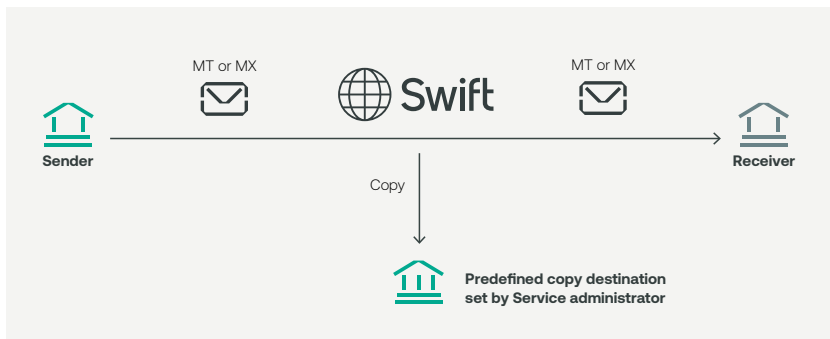 MT or MX
Swift
MT or MX
Sender
Receiver
Copy
Predefined copy destination
set by Service administrator